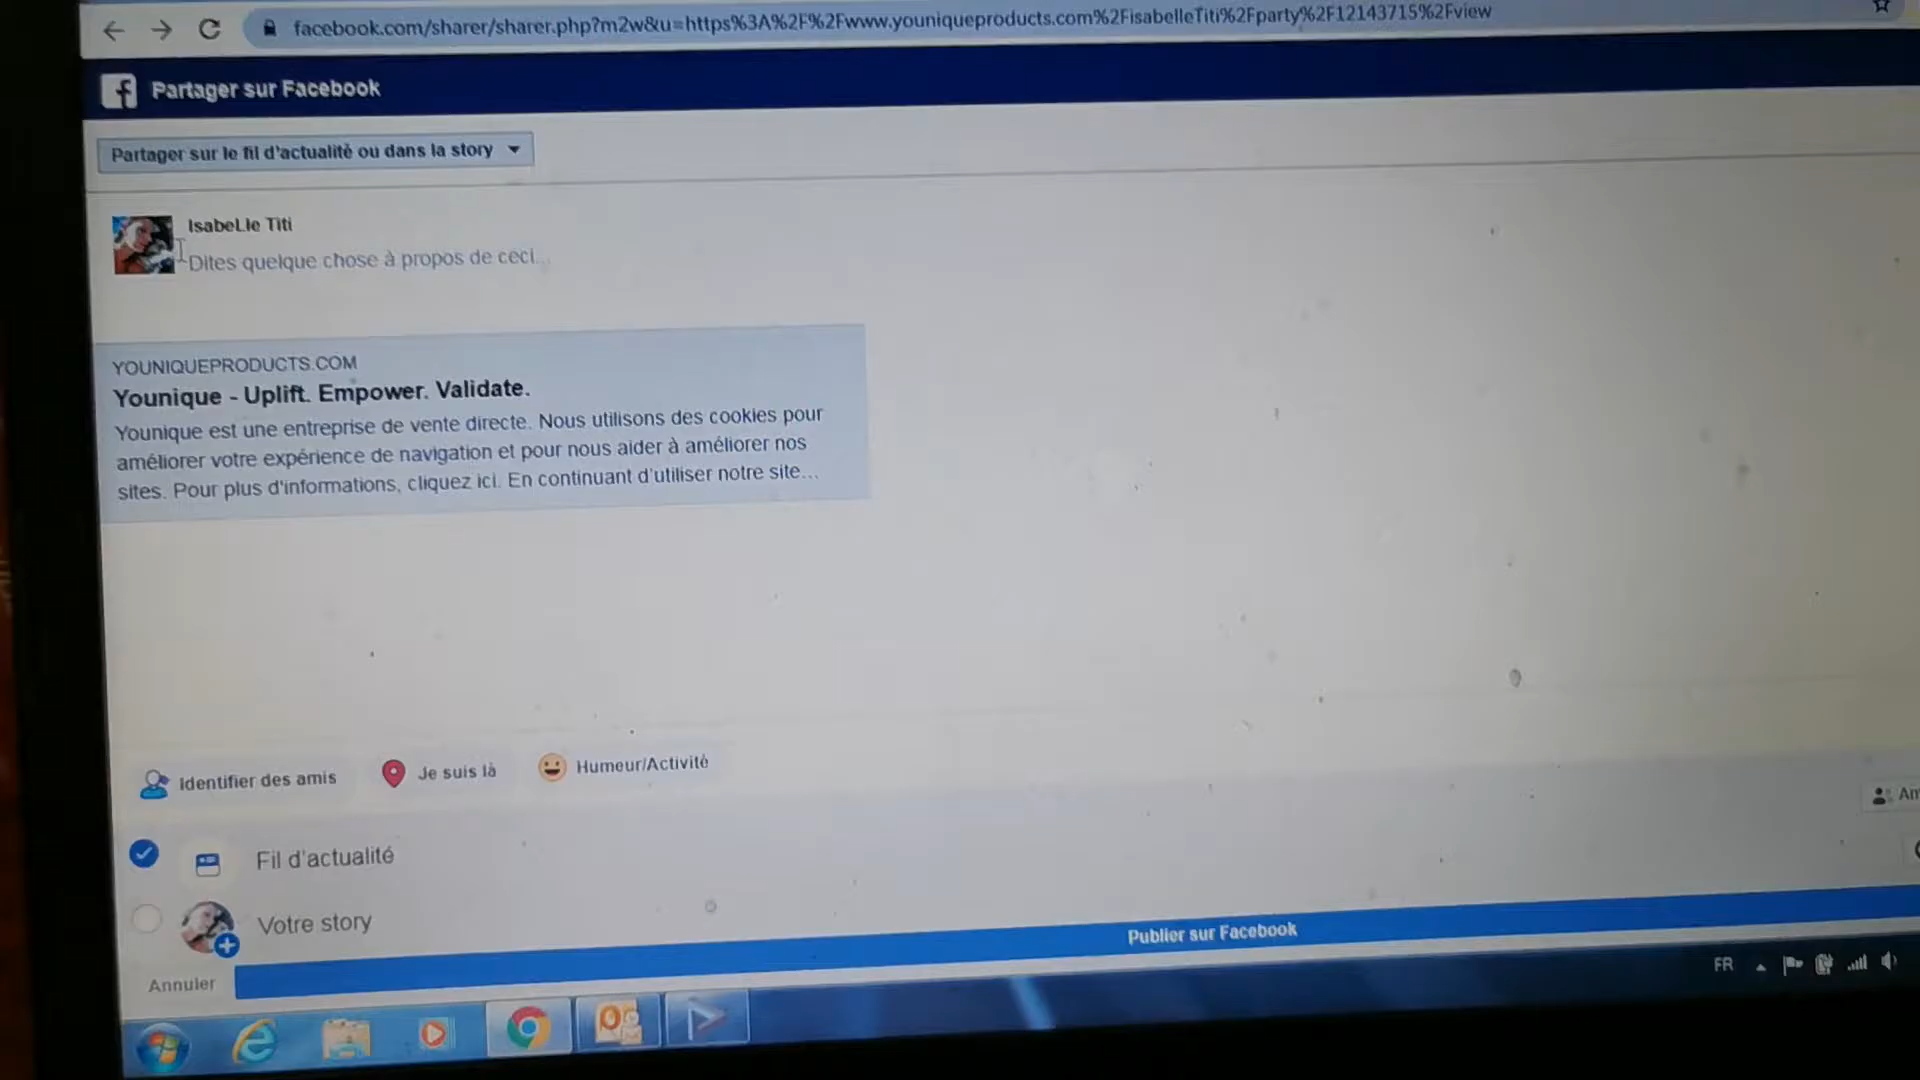 facebook.com/sharer/sharer.php?m2w&u=https%3A%2F%2Fwww.youniqueproducts.com%2FisabelleTiti%2Fparty%2F12143715%2Fview
Partager sur Facebook
Partager sur le fil d'actualité ou dans la story
IsabeLle Titi
Dites quelque chose à propos de ceci...
YOUNIQUEPRODUCTS.COM
Younique - Uplift. Empower. Validate.
Younique est une entreprise de vente directe. Nous utilisons des cookies pour
améliorer votre expérience de navigation et pour nous aider à améliorer nos
sites. Pour plus d'informations, cliquez ici. En continuant d'utiliser notre site...
Identifier des amis
Je suis là
Humeur/Activité
Fil d'actualité
Votre story
Annuler
Publier sur Facebook
FR